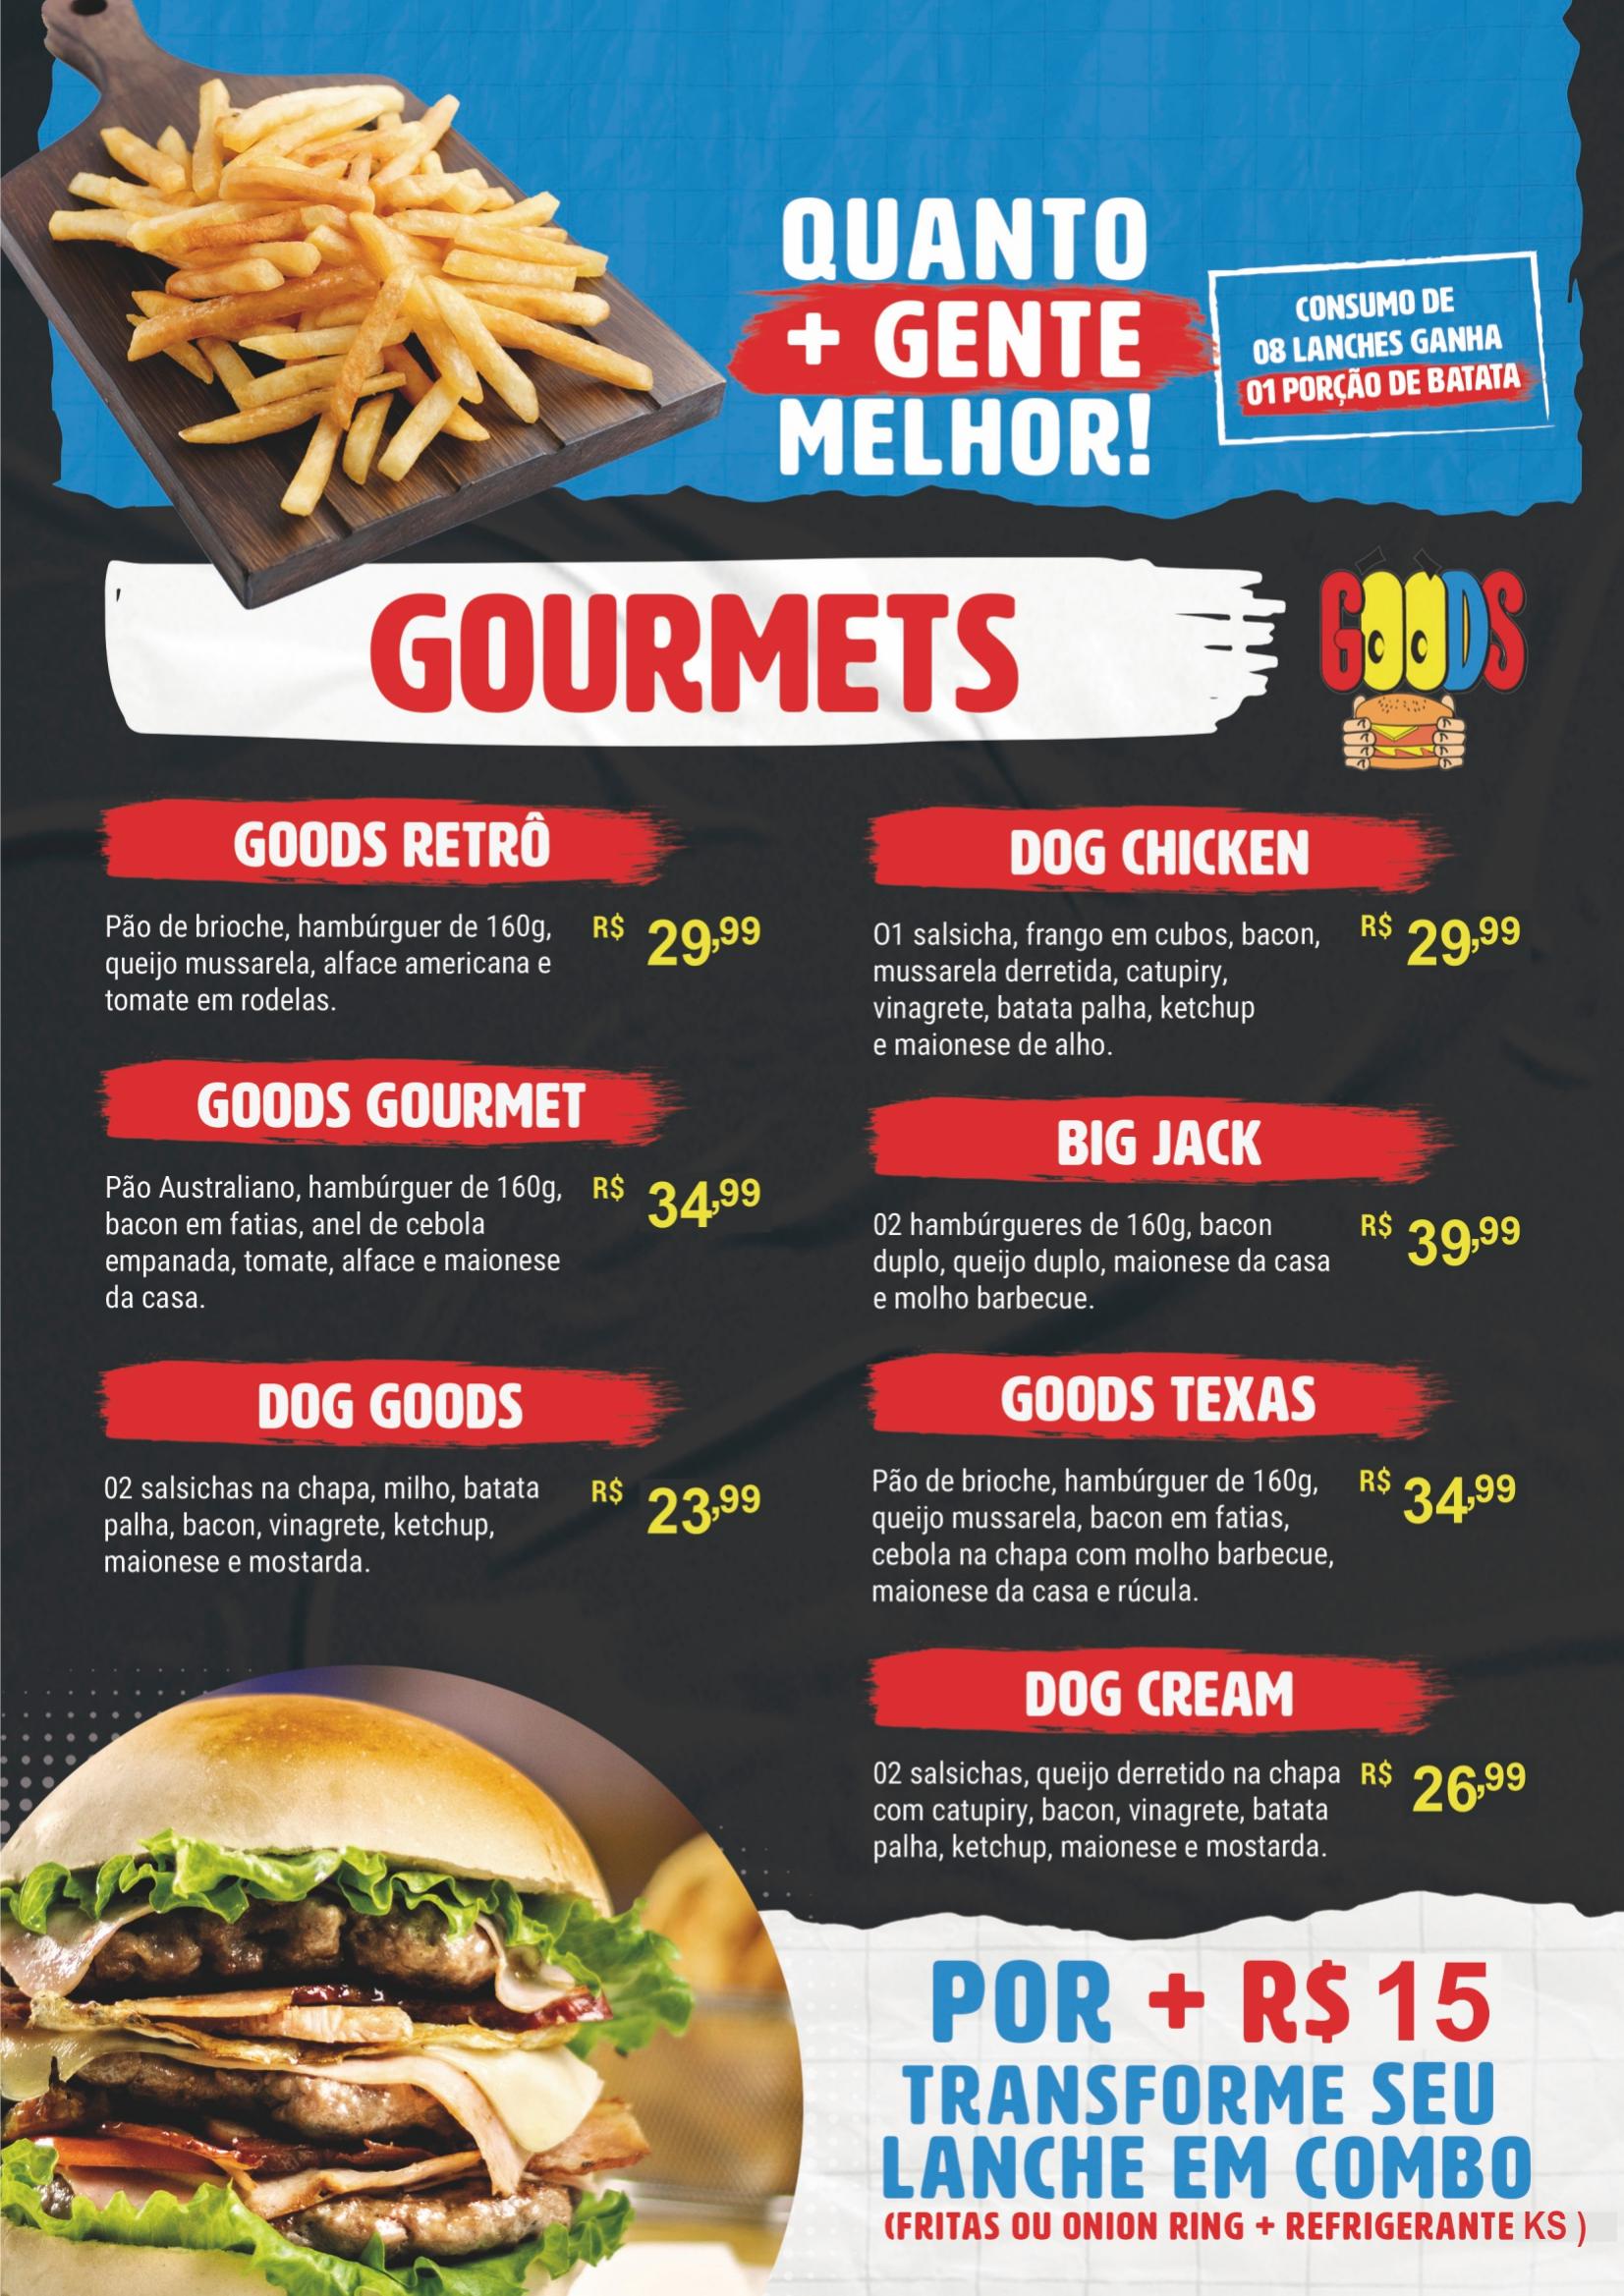 QUANTO
+ GENTE
MELHOR!
CONSUMO DE
08 LANCHES GANHA
01 PORÇÃO DE BATATA
GOURMETS
GOODS
GOODS RETRÔ
Pão de brioche, hambúrguer de 160g,
queijo mussarela, alface americana e
tomate em rodelas.
R$ 29,99
GOODS GOURMET
Pão Australiano, hambúrguer de 160g,
bacon em fatias, anel de cebola
empanada, tomate, alface e maionese
da casa.
R$ 34,99
DOG GOODS
02 salsichas na chapa, milho, batata
palha, bacon, vinagrete, ketchup,
maionese e mostarda.
R$ 23,99
DOG CHICKEN
O1 salsicha, frango em cubos, bacon,
mussarela derretida, catupiry,
vinagrete, batata palha, ketchup
e maionese de alho.
R$ 29,99
BIG JACK
02 hambúrgueres de 160g, bacon
duplo, queijo duplo, maionese da casa
e molho barbecue.
R$ 39,99
GOODS TEXAS
Pão de brioche, hambúrguer de 160g,
queijo mussarela, bacon em fatias,
cebola na chapa com molho barbecue,
maionese da casa e rúcula.
R$ 34,99
DOG CREAM
02 salsichas, queijo derretido na chapa
com catupiry, bacon, vinagrete, batata
palha, ketchup, maionese e mostarda.
R$ 26,99
POR + R$ 15
TRANSFORME SEU
LANCHE EM COMBO
(FRITAS OU ONION RING + REFRIGERANTE KS )